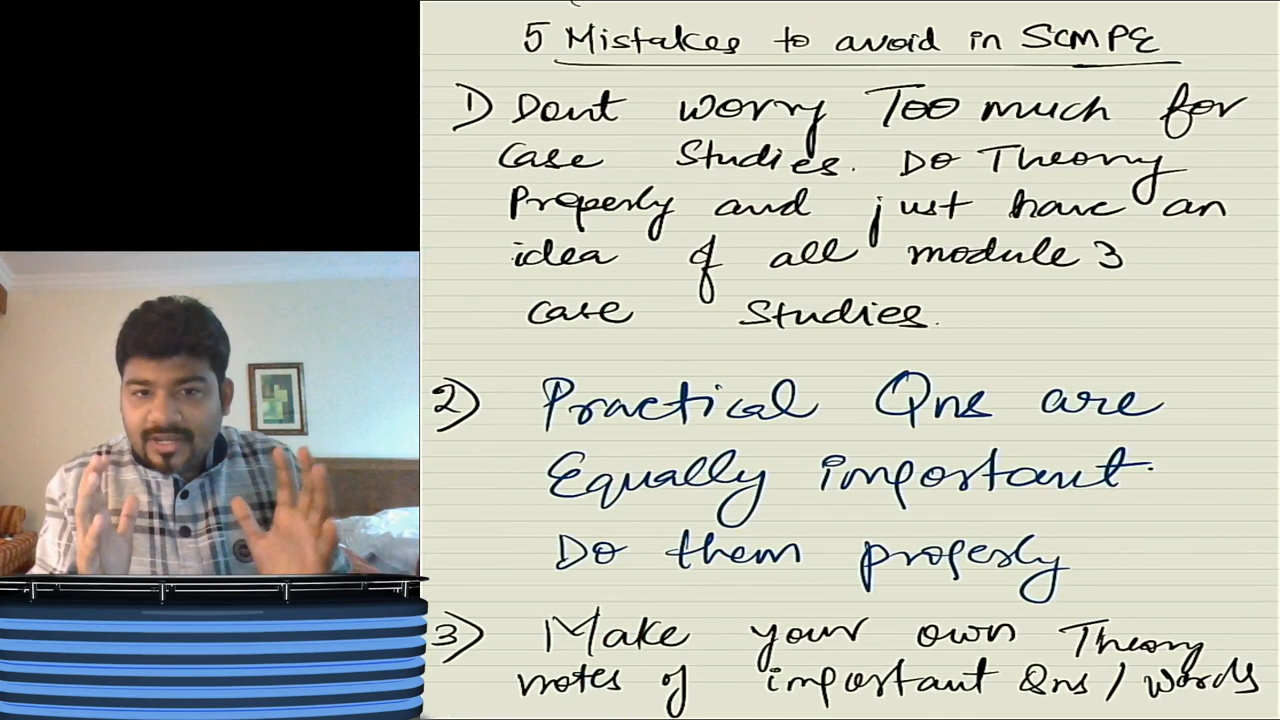 5 Mistakes to avoid in SCMPE
1) Dont worry Too much for
Case Studies. Do Theory
Properly and just have an
idea of all module 3
Case Studies.
2) Practical Qns are
Equally important.
Do them properly
3) Make your own Theory
notes of important Qns / words